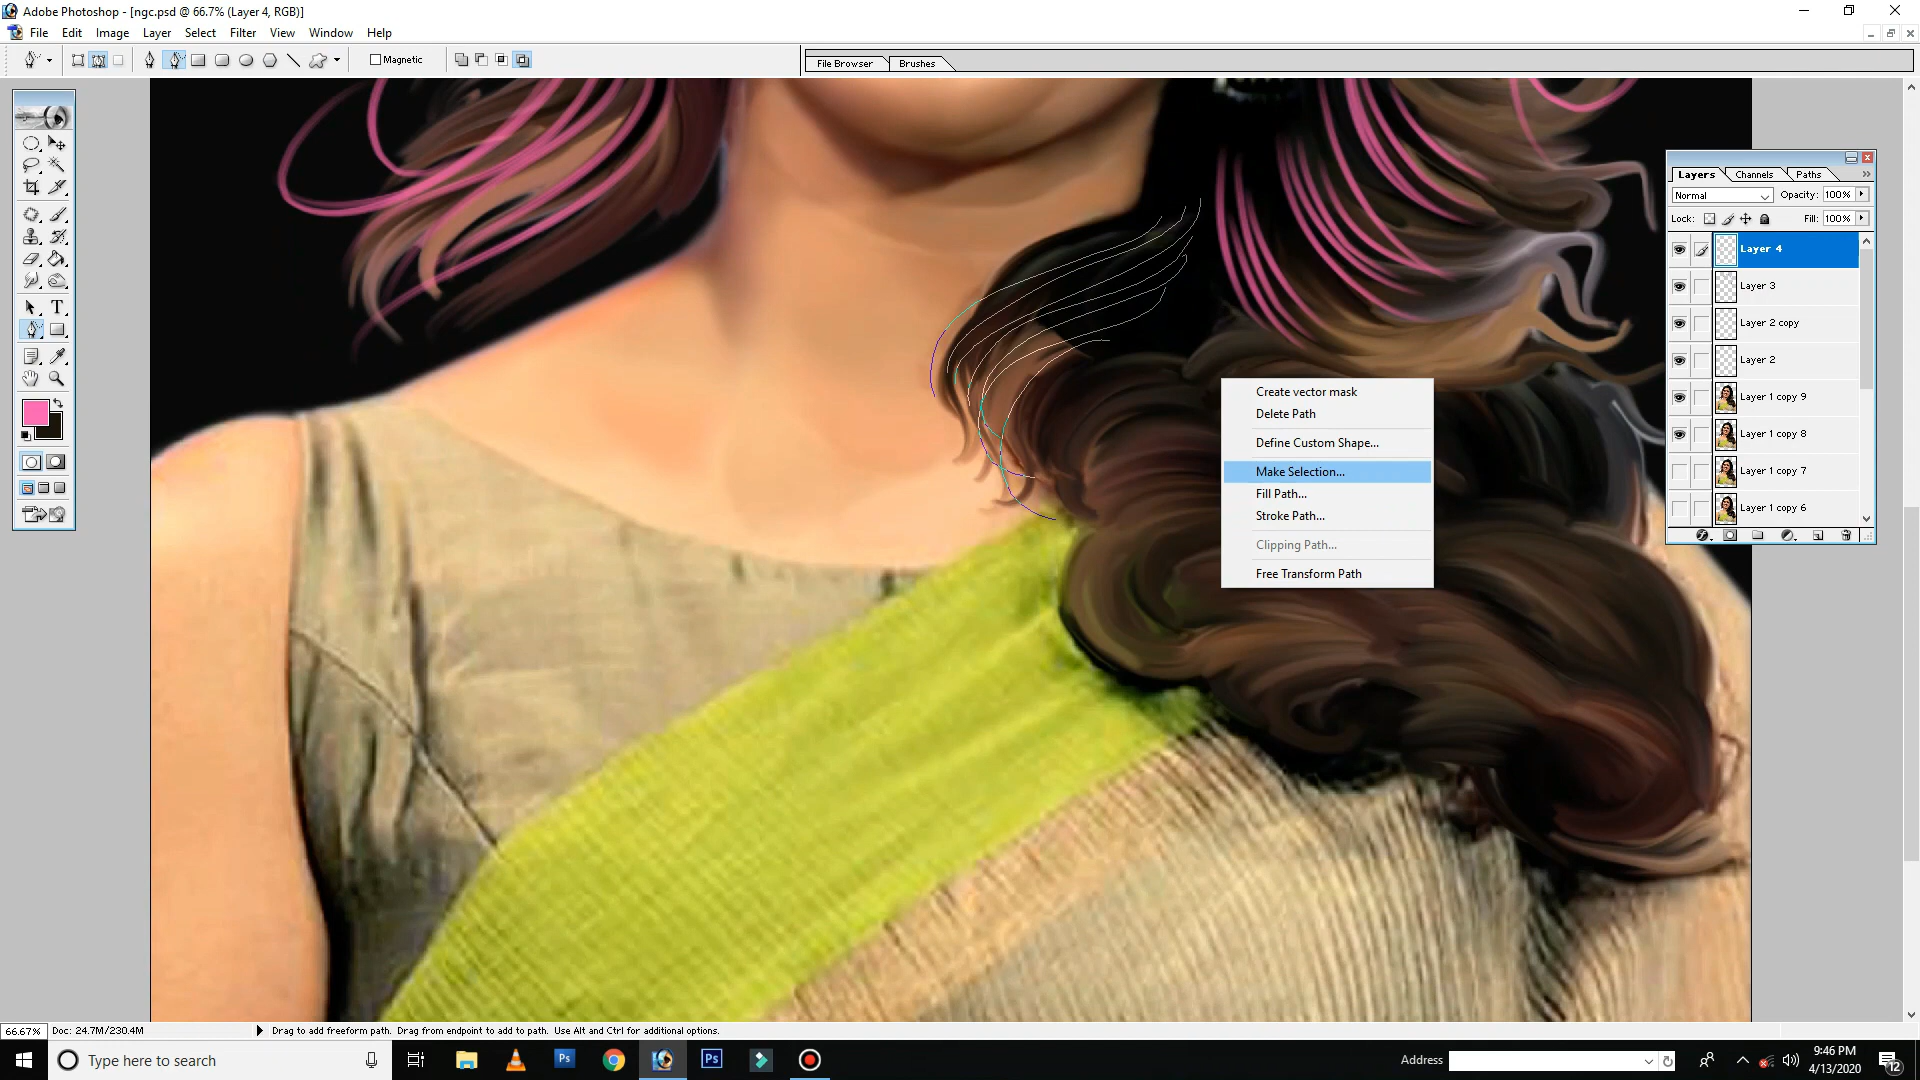 Adobe Photoshop - [ngc.psd @ 66.7% (Layer 4, RGB)]
File Edit Image Layer Select Filter View Window Help
Magnetic
File Browser Brushes
Layers Channels Paths
Normal Opacity: 100%
Lock: Fill: 100%
Layer 4
Layer 3
Layer 2 copy
Layer 2
Layer 1 copy 9
Layer 1 copy 8
Layer 1 copy 7
Layer 1 copy 6
Create vector mask
Delete Path
Define Custom Shape...
Make Selection...
Fill Path...
Stroke Path...
Clipping Path...
Free Transform Path
66.67% Doc: 24.7M/230.4M Drag to add freeform path. Drag from endpoint to add to path. Use Alt and Ctrl for additional options.
Type here to search
Ps
Ps
Address
9:46 PM
4/13/2020
12